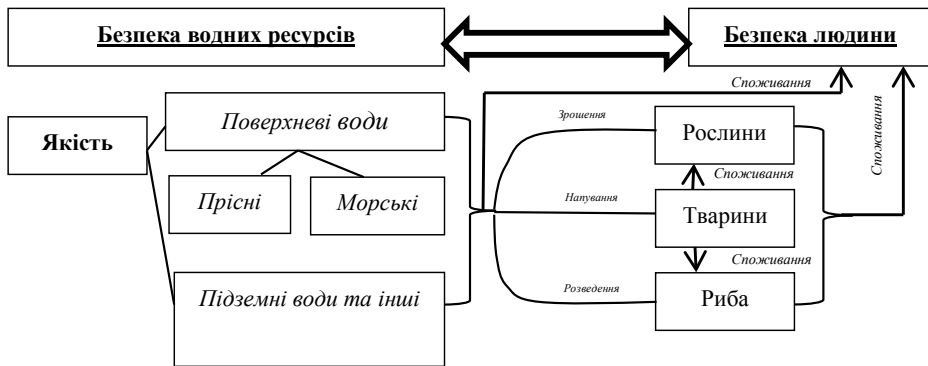 Безпека водних ресурсів
Безпека людини
Споживання
Споживання
Якість
Поверхневі води
Прісні
Морські
Підземні води та інші
Зрошення
Напування
Розведення
Рослини
Споживання
Тварини
Споживання
Риба